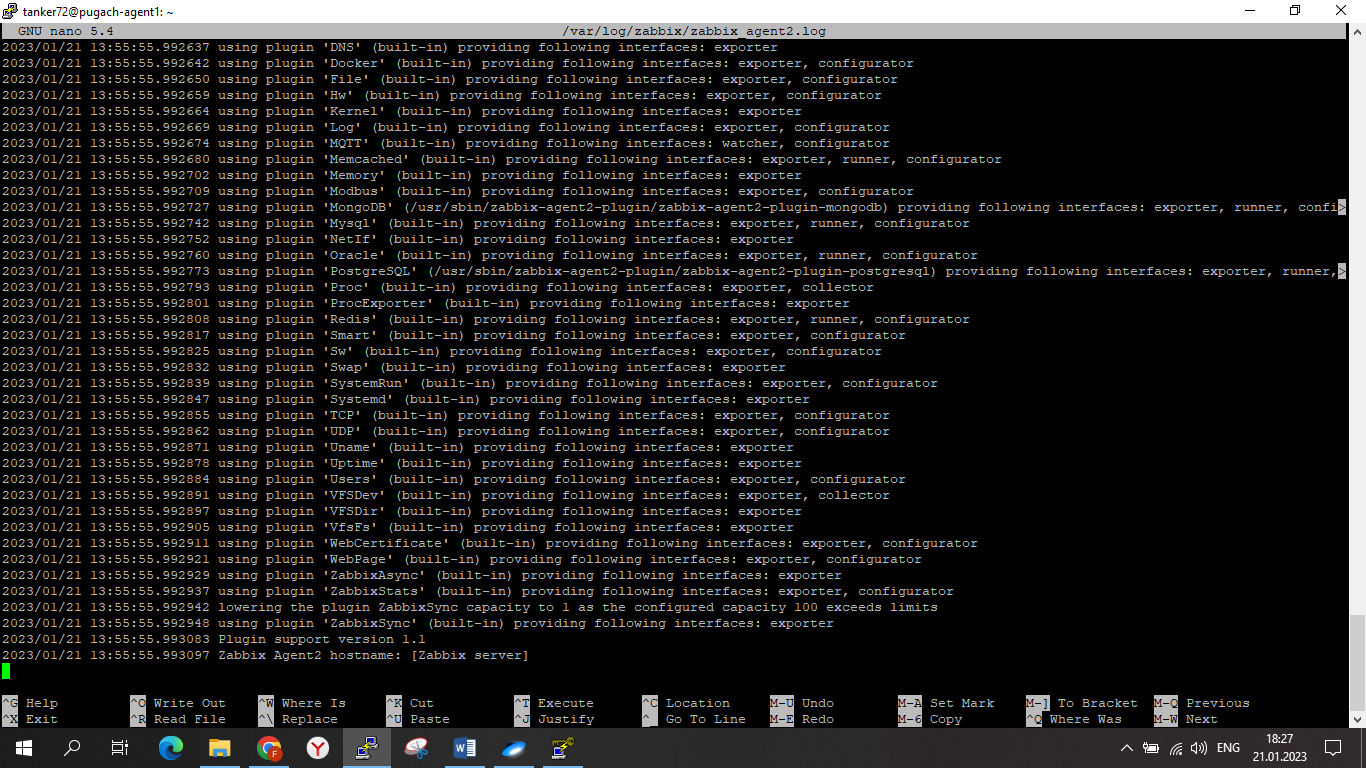 tanker72@pugach-agent1: ~
GNU nano 5.4 /var/log/zabbix/zabbix_agent2.log
2023/01/21 13:55:55.992637 using plugin 'DNS' (built-in) providing following interfaces: exporter
2023/01/21 13:55:55.992642 using plugin 'Docker' (built-in) providing following interfaces: exporter, configurator
2023/01/21 13:55:55.992650 using plugin 'File' (built-in) providing following interfaces: exporter, configurator
2023/01/21 13:55:55.992659 using plugin 'Hw' (built-in) providing following interfaces: exporter, configurator
2023/01/21 13:55:55.992664 using plugin 'Kernel' (built-in) providing following interfaces: exporter
2023/01/21 13:55:55.992669 using plugin 'Log' (built-in) providing following interfaces: exporter, configurator
2023/01/21 13:55:55.992674 using plugin 'MQTT' (built-in) providing following interfaces: watcher, configurator
2023/01/21 13:55:55.992680 using plugin 'Memcached' (built-in) providing following interfaces: exporter, runner, configurator
2023/01/21 13:55:55.992702 using plugin 'Memory' (built-in) providing following interfaces: exporter
2023/01/21 13:55:55.992709 using plugin 'Modbus' (built-in) providing following interfaces: exporter, configurator
2023/01/21 13:55:55.992727 using plugin 'MongoDB' (/usr/sbin/zabbix-agent2-plugin/zabbix-agent2-plugin-mongodb) providing following interfaces: exporter, runner, confi>
2023/01/21 13:55:55.992742 using plugin 'Mysql' (built-in) providing following interfaces: exporter, runner, configurator
2023/01/21 13:55:55.992752 using plugin 'NetIf' (built-in) providing following interfaces: exporter
2023/01/21 13:55:55.992760 using plugin 'Oracle' (built-in) providing following interfaces: exporter, runner, configurator
2023/01/21 13:55:55.992773 using plugin 'PostgreSQL' (/usr/sbin/zabbix-agent2-plugin/zabbix-agent2-plugin-postgresql) providing following interfaces: exporter, runner,>
2023/01/21 13:55:55.992793 using plugin 'Proc' (built-in) providing following interfaces: exporter, collector
2023/01/21 13:55:55.992801 using plugin 'ProcExporter' (built-in) providing following interfaces: exporter
2023/01/21 13:55:55.992808 using plugin 'Redis' (built-in) providing following interfaces: exporter, runner, configurator
2023/01/21 13:55:55.992817 using plugin 'Smart' (built-in) providing following interfaces: exporter, configurator
2023/01/21 13:55:55.992825 using plugin 'Sw' (built-in) providing following interfaces: exporter, configurator
2023/01/21 13:55:55.992832 using plugin 'Swap' (built-in) providing following interfaces: exporter
2023/01/21 13:55:55.992839 using plugin 'SystemRun' (built-in) providing following interfaces: exporter, configurator
2023/01/21 13:55:55.992847 using plugin 'Systemd' (built-in) providing following interfaces: exporter
2023/01/21 13:55:55.992855 using plugin 'TCP' (built-in) providing following interfaces: exporter, configurator
2023/01/21 13:55:55.992862 using plugin 'UDP' (built-in) providing following interfaces: exporter, configurator
2023/01/21 13:55:55.992871 using plugin 'Uname' (built-in) providing following interfaces: exporter
2023/01/21 13:55:55.992878 using plugin 'Uptime' (built-in) providing following interfaces: exporter
2023/01/21 13:55:55.992884 using plugin 'Users' (built-in) providing following interfaces: exporter, configurator
2023/01/21 13:55:55.992891 using plugin 'VFSDev' (built-in) providing following interfaces: exporter, collector
2023/01/21 13:55:55.992897 using plugin 'VFSDir' (built-in) providing following interfaces: exporter
2023/01/21 13:55:55.992905 using plugin 'VfsFs' (built-in) providing following interfaces: exporter
2023/01/21 13:55:55.992911 using plugin 'WebCertificate' (built-in) providing following interfaces: exporter, configurator
2023/01/21 13:55:55.992921 using plugin 'WebPage' (built-in) providing following interfaces: exporter, configurator
2023/01/21 13:55:55.992929 using plugin 'ZabbixAsync' (built-in) providing following interfaces: exporter
2023/01/21 13:55:55.992937 using plugin 'ZabbixStats' (built-in) providing following interfaces: exporter, configurator
2023/01/21 13:55:55.992942 lowering the plugin ZabbixSync capacity to 1 as the configured capacity 100 exceeds limits
2023/01/21 13:55:55.992948 using plugin 'ZabbixSync' (built-in) providing following interfaces: exporter
2023/01/21 13:55:55.993083 Plugin support version 1.1
2023/01/21 13:55:55.993097 Zabbix Agent2 hostname: [Zabbix server]
^G Help ^O Write Out ^W Where Is ^K Cut ^T Execute ^C Location M-U Undo M-A Set Mark M-] To Bracket M-Q Previous
^X Exit ^R Read File ^\ Replace ^U Paste ^J Justify ^_ Go To Line M-E Redo M-6 Copy ^Q Where Was M-W Next
ENG
18:27
21.01.2023